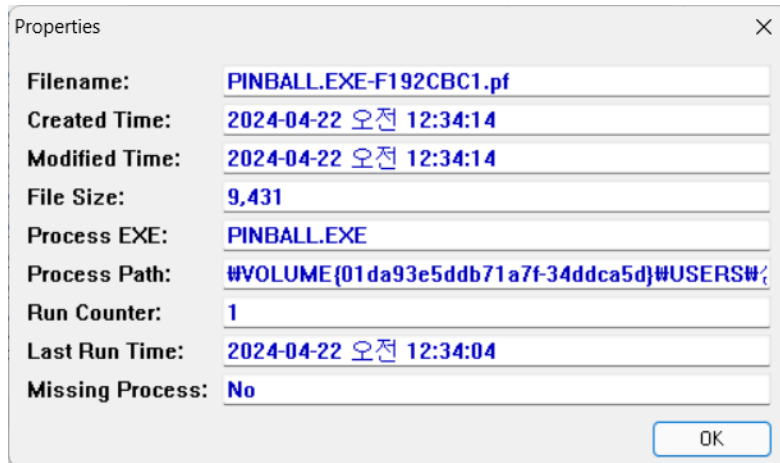 Properties
Filename: PINBALL.EXE-F192CBC1.pf
Created Time: 2024-04-22 오전 12:34:14
Modified Time: 2024-04-22 오전 12:34:14
File Size: 9,431
Process EXE: PINBALL.EXE
Process Path: ₩VOLUME{01da93e5ddb71a7f-34ddca5d}₩USERS₩
Run Counter: 1
Last Run Time: 2024-04-22 오전 12:34:04
Missing Process: No
OK